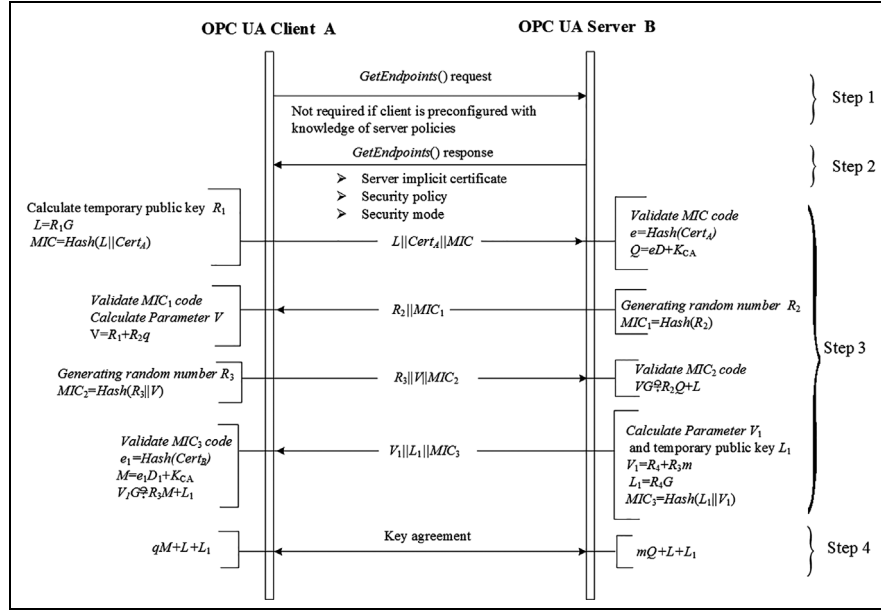 OPC UA Client A
OPC UA Server B
GetEndpoints() request
Step 1
Not required if client is preconfigured with
knowledge of server policies
GetEndpoints() response
Step 2
➢ Server implicit certificate
➢ Security policy
➢ Security mode
Calculate temporary public key R₁
L=R₁G
MIC=Hash(L||Cert_A)
L||Cert_A||MIC
Validate MIC code
e=Hash(Cert_A)
Q=eD+K_CA
Validate MIC₁ code
Calculate Parameter V
V=R₁+R₂q
R₂||MIC₁
Generating random number R₂
MIC₁=Hash(R₂)
Step 3
Generating random number R₃
MIC₂=Hash(R₃||V)
R₃||V||MIC₂
Validate MIC₂ code
VG≟R₂Q+L
Validate MIC₃ code
e₁=Hash(Cert_B)
M=e₁D₁+K_CA
V₁G≟R₃M+L₁
V₁||L₁||MIC₃
Calculate Parameter V₁
and temporary public key L₁
V₁=R₄+R₃m
L₁=R₄G
MIC₃=Hash(L₁||V₁)
qM+L+L₁
Key agreement
mQ+L+L₁
Step 4